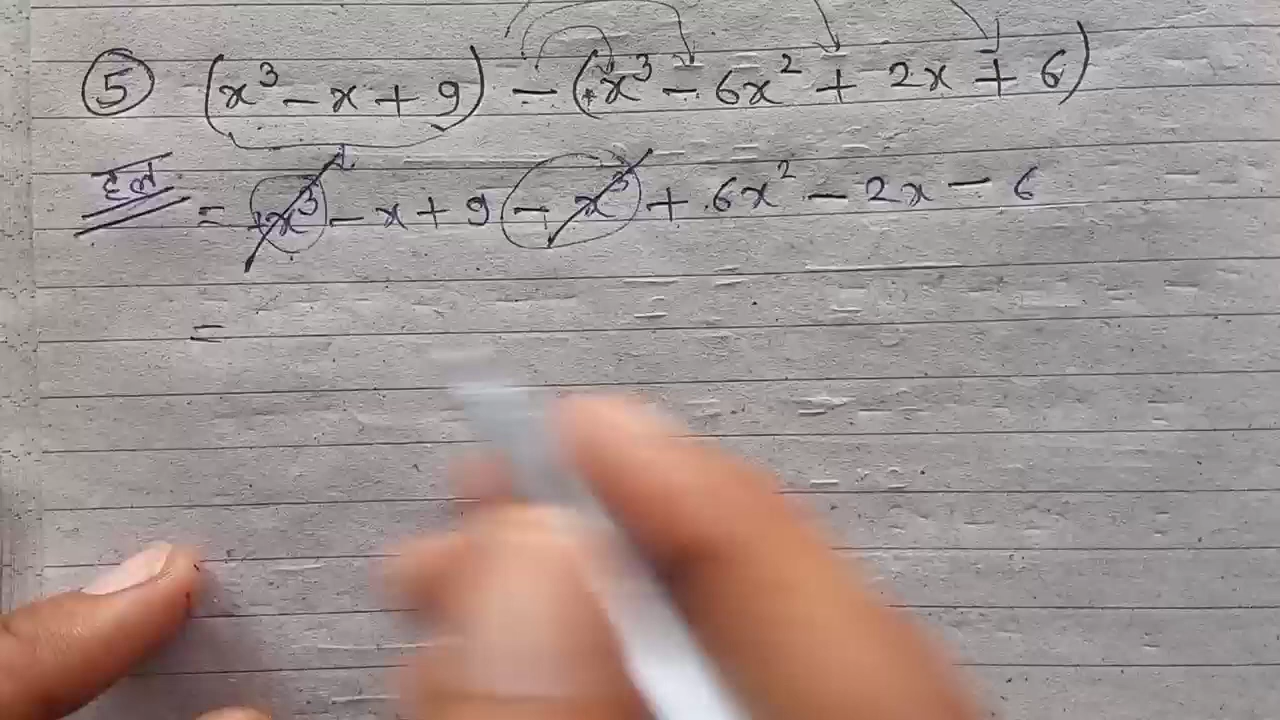 ⑤ (x³ - x + 9) - (+x³ - 6x² + 2x + 6)
हल = +x³ - x + 9 - x³ + 6x² - 2x - 6
=